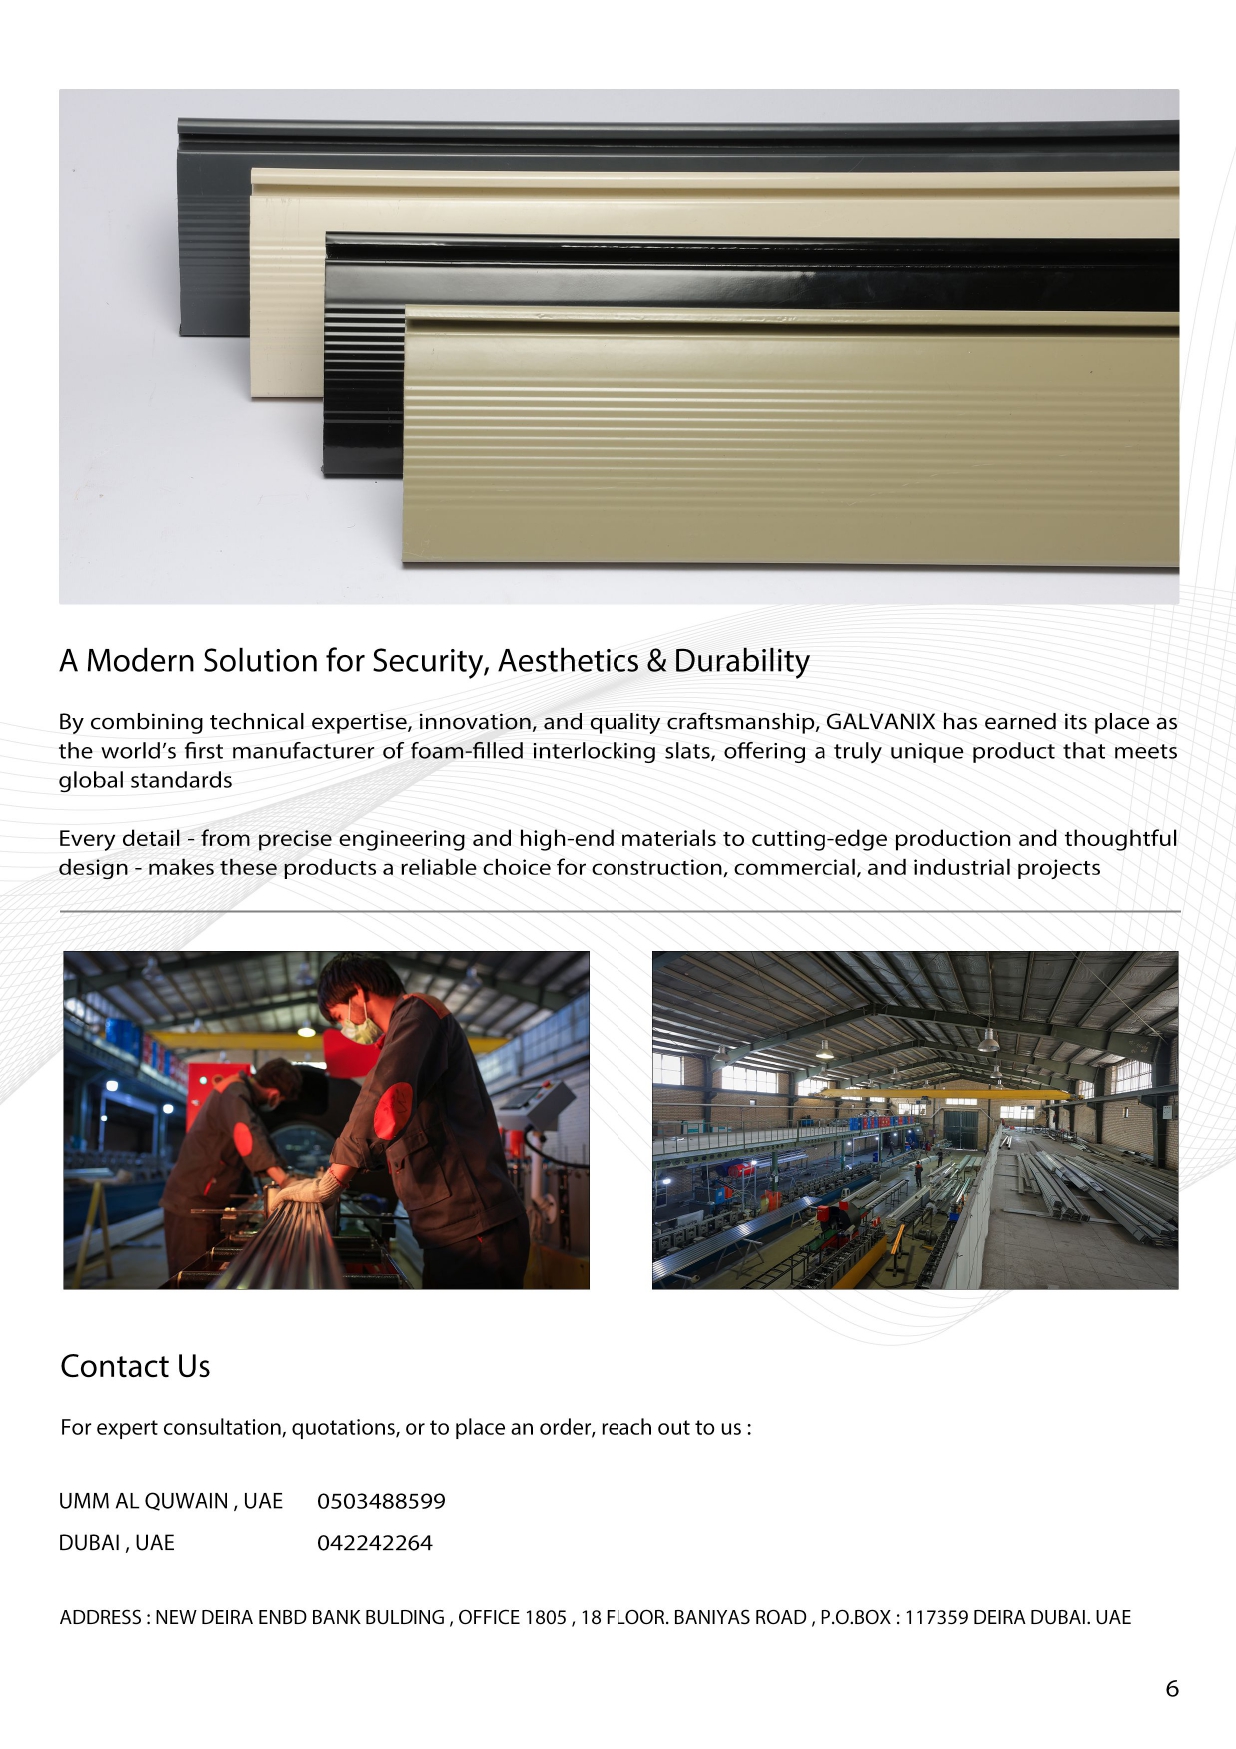 A Modern Solution for Security, Aesthetics & Durability
By combining technical expertise, innovation, and quality craftsmanship, GALVANIX has earned its place as
the world’s first manufacturer of foam-filled interlocking slats, offering a truly unique product that meets
global standards
Every detail - from precise engineering and high-end materials to cutting-edge production and thoughtful
design - makes these products a reliable choice for construction, commercial, and industrial projects
Contact Us
For expert consultation, quotations, or to place an order, reach out to us :
UMM AL QUWAIN , UAE 0503488599
DUBAI , UAE 042242264
ADDRESS : NEW DEIRA ENBD BANK BULDING , OFFICE 1805 , 18 FLOOR. BANIYAS ROAD , P.O.BOX : 117359 DEIRA DUBAI. UAE
6